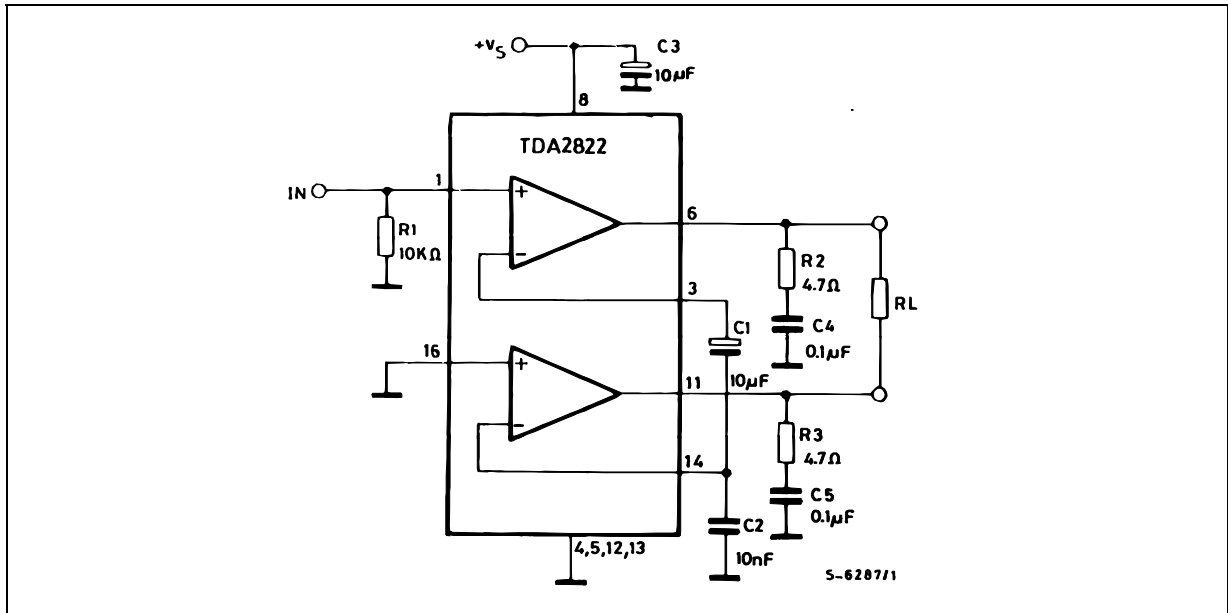 +VS
C3
10µF
8
TDA2822
IN
1
+
6
R1
10KΩ
R2
4.7Ω
-
3
RL
C1
C4
0.1µF
16
+
10µF
11
R3
4.7Ω
-
14
C5
0.1µF
C2
10nF
4,5,12,13
S-6287/1